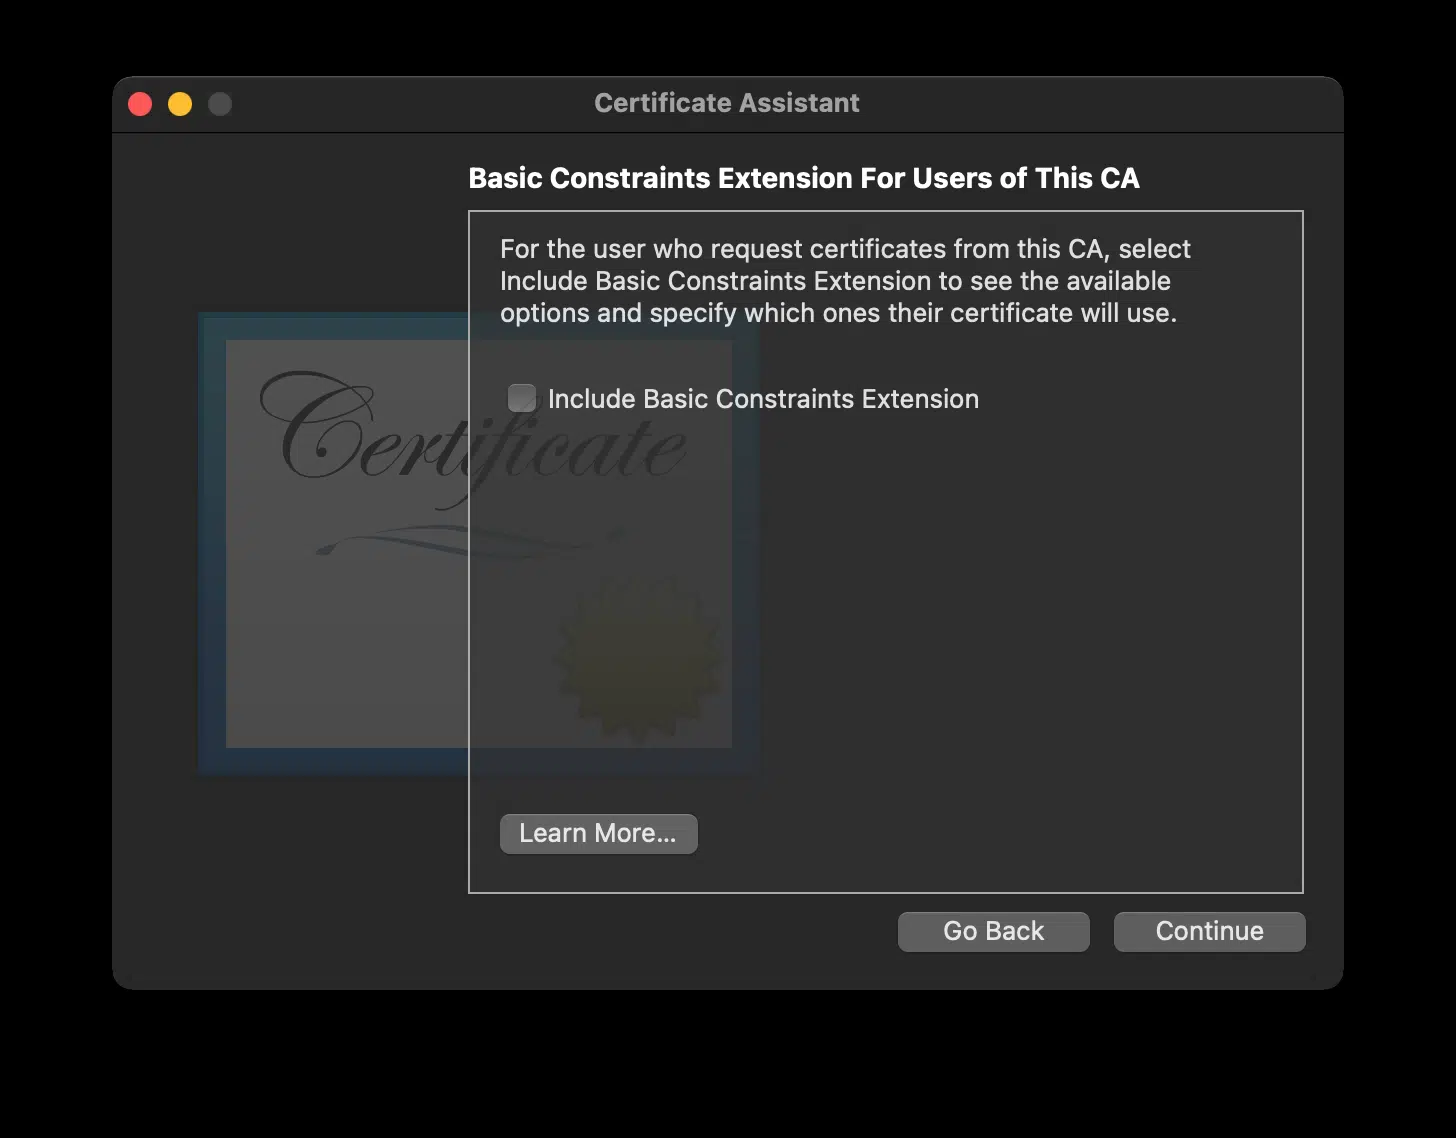 Certificate Assistant
Basic Constraints Extension For Users of This CA
For the user who request certificates from this CA, select
Include Basic Constraints Extension to see the available
options and specify which ones their certificate will use.
Include Basic Constraints Extension
Certificate
Learn More...
Go Back
Continue